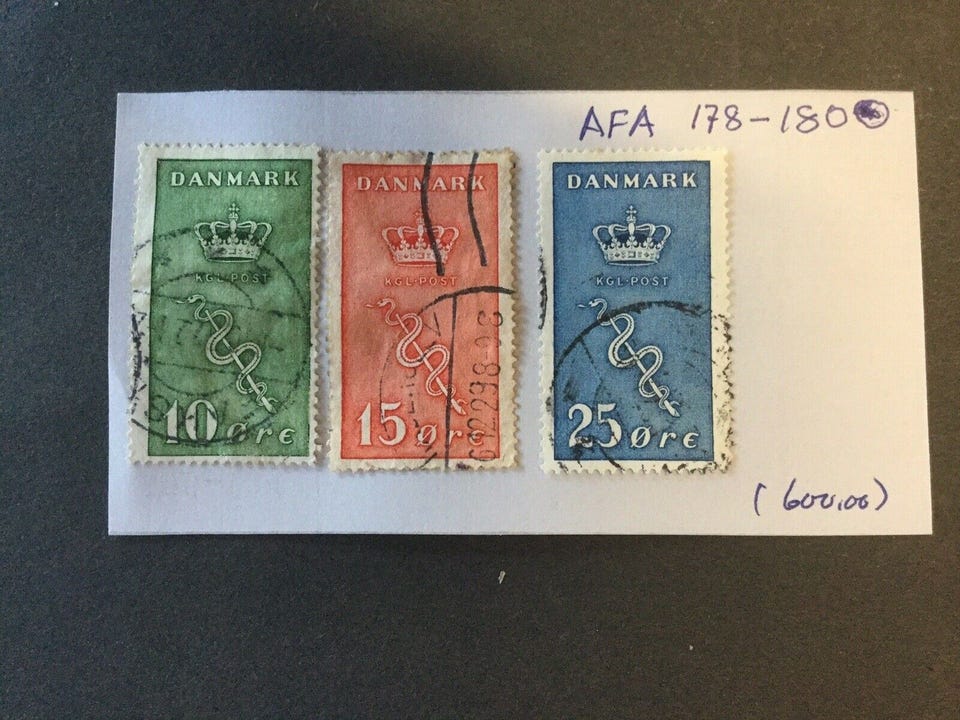 AFA 178-180
DANMARK
KGL·POST
10 Øre
DANMARK
KGL·POST
15 Øre
DANMARK
KGL·POST
25 Øre
(600,00)